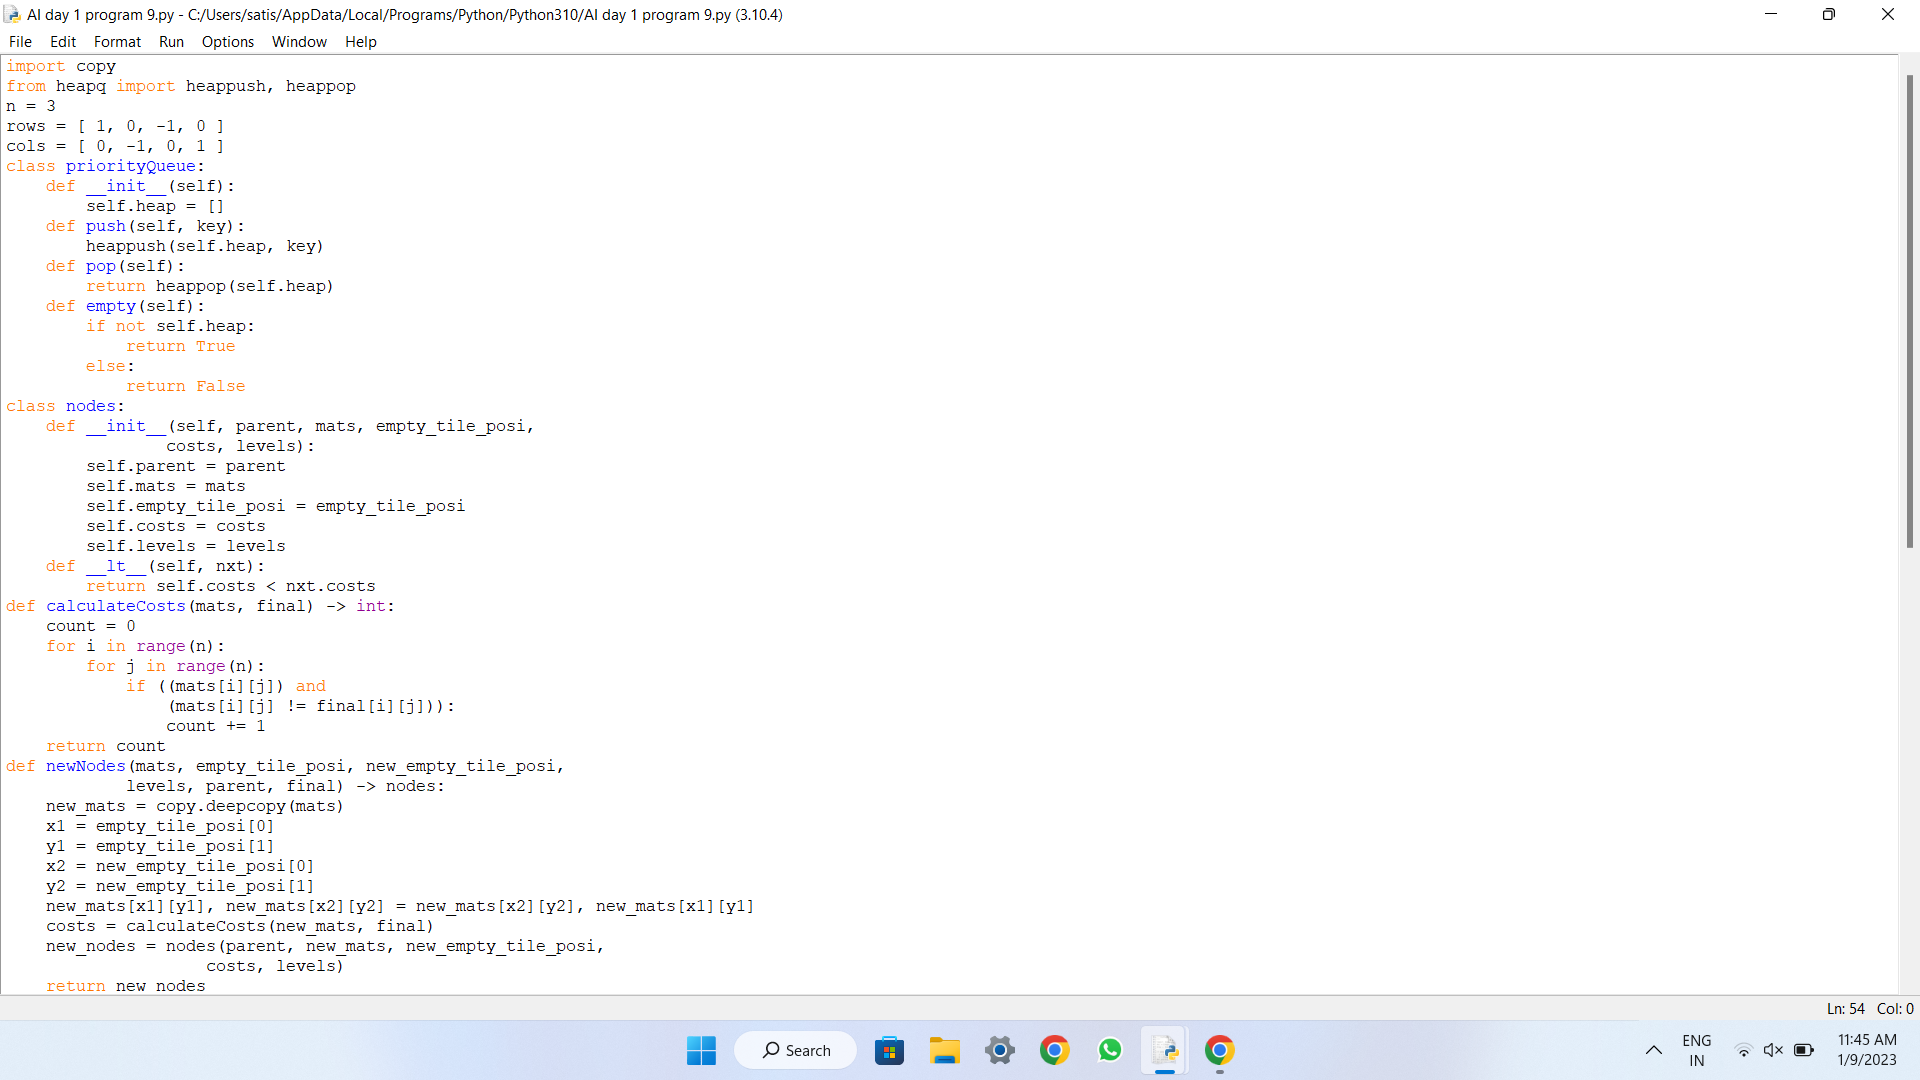 AI day 1 program 9.py - C:/Users/satis/AppData/Local/Programs/Python/Python310/AI day 1 program 9.py (3.10.4)
File Edit Format Run Options Window Help
import copy
from heapq import heappush, heappop
n = 3
rows = [ 1, 0, -1, 0 ]
cols = [ 0, -1, 0, 1 ]
class priorityQueue:
    def __init__(self):
        self.heap = []
    def push(self, key):
        heappush(self.heap, key)
    def pop(self):
        return heappop(self.heap)
    def empty(self):
        if not self.heap:
            return True
        else:
            return False
class nodes:
    def __init__(self, parent, mats, empty_tile_posi,
                costs, levels):
        self.parent = parent
        self.mats = mats
        self.empty_tile_posi = empty_tile_posi
        self.costs = costs
        self.levels = levels
    def __lt__(self, nxt):
        return self.costs < nxt.costs
def calculateCosts(mats, final) -> int:
    count = 0
    for i in range(n):
        for j in range(n):
            if ((mats[i][j]) and
                (mats[i][j] != final[i][j])):
                count += 1
    return count
def newNodes(mats, empty_tile_posi, new_empty_tile_posi,
            levels, parent, final) -> nodes:
    new_mats = copy.deepcopy(mats)
    x1 = empty_tile_posi[0]
    y1 = empty_tile_posi[1]
    x2 = new_empty_tile_posi[0]
    y2 = new_empty_tile_posi[1]
    new_mats[x1][y1], new_mats[x2][y2] = new_mats[x2][y2], new_mats[x1][y1]
    costs = calculateCosts(new_mats, final)
    new_nodes = nodes(parent, new_mats, new_empty_tile_posi,
                    costs, levels)
    return new_nodes
Ln: 54 Col: 0
Search
ENG
IN
11:45 AM
1/9/2023